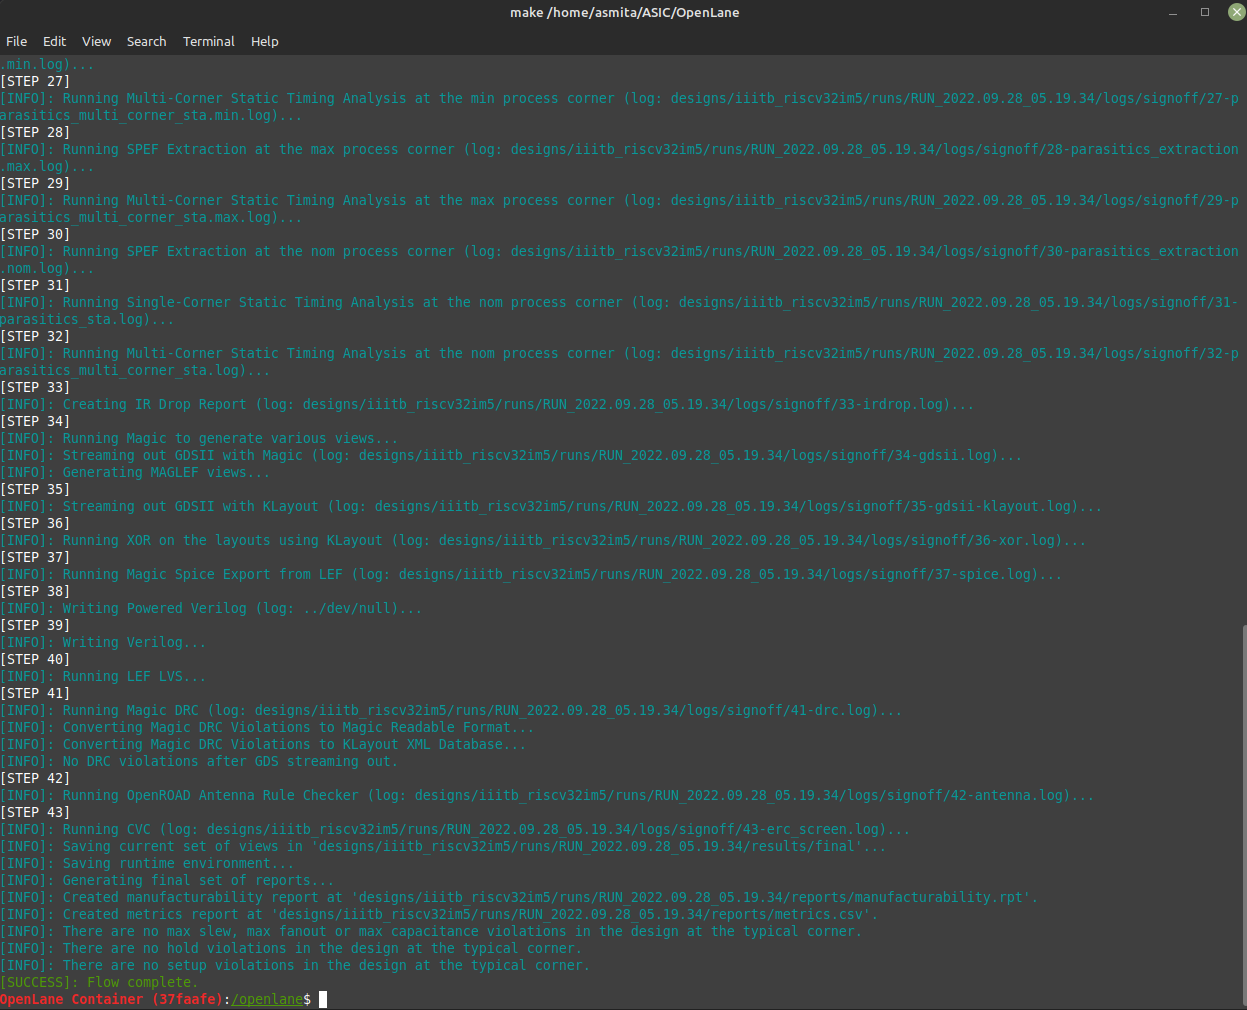 make /home/asmita/ASIC/OpenLane
File Edit View Search Terminal Help
.min.log)...
[STEP 27]
[INFO]: Running Multi-Corner Static Timing Analysis at the min process corner (log: designs/iiitb_riscv32im5/runs/RUN_2022.09.28_05.19.34/logs/signoff/27-p
arasitics_multi_corner_sta.min.log)...
[STEP 28]
[INFO]: Running SPEF Extraction at the max process corner (log: designs/iiitb_riscv32im5/runs/RUN_2022.09.28_05.19.34/logs/signoff/28-parasitics_extraction
.max.log)...
[STEP 29]
[INFO]: Running Multi-Corner Static Timing Analysis at the max process corner (log: designs/iiitb_riscv32im5/runs/RUN_2022.09.28_05.19.34/logs/signoff/29-p
arasitics_multi_corner_sta.max.log)...
[STEP 30]
[INFO]: Running SPEF Extraction at the nom process corner (log: designs/iiitb_riscv32im5/runs/RUN_2022.09.28_05.19.34/logs/signoff/30-parasitics_extraction
.nom.log)...
[STEP 31]
[INFO]: Running Single-Corner Static Timing Analysis at the nom process corner (log: designs/iiitb_riscv32im5/runs/RUN_2022.09.28_05.19.34/logs/signoff/31-
parasitics_sta.log)...
[STEP 32]
[INFO]: Running Multi-Corner Static Timing Analysis at the nom process corner (log: designs/iiitb_riscv32im5/runs/RUN_2022.09.28_05.19.34/logs/signoff/32-p
arasitics_multi_corner_sta.log)...
[STEP 33]
[INFO]: Creating IR Drop Report (log: designs/iiitb_riscv32im5/runs/RUN_2022.09.28_05.19.34/logs/signoff/33-irdrop.log)...
[STEP 34]
[INFO]: Running Magic to generate various views...
[INFO]: Streaming out GDSII with Magic (log: designs/iiitb_riscv32im5/runs/RUN_2022.09.28_05.19.34/logs/signoff/34-gdsii.log)...
[INFO]: Generating MAGLEF views...
[STEP 35]
[INFO]: Streaming out GDSII with KLayout (log: designs/iiitb_riscv32im5/runs/RUN_2022.09.28_05.19.34/logs/signoff/35-gdsii-klayout.log)...
[STEP 36]
[INFO]: Running XOR on the layouts using KLayout (log: designs/iiitb_riscv32im5/runs/RUN_2022.09.28_05.19.34/logs/signoff/36-xor.log)...
[STEP 37]
[INFO]: Running Magic Spice Export from LEF (log: designs/iiitb_riscv32im5/runs/RUN_2022.09.28_05.19.34/logs/signoff/37-spice.log)...
[STEP 38]
[INFO]: Writing Powered Verilog (log: ../dev/null)...
[STEP 39]
[INFO]: Writing Verilog...
[STEP 40]
[INFO]: Running LEF LVS...
[STEP 41]
[INFO]: Running Magic DRC (log: designs/iiitb_riscv32im5/runs/RUN_2022.09.28_05.19.34/logs/signoff/41-drc.log)...
[INFO]: Converting Magic DRC Violations to Magic Readable Format...
[INFO]: Converting Magic DRC Violations to KLayout XML Database...
[INFO]: No DRC violations after GDS streaming out.
[STEP 42]
[INFO]: Running OpenROAD Antenna Rule Checker (log: designs/iiitb_riscv32im5/runs/RUN_2022.09.28_05.19.34/logs/signoff/42-antenna.log)...
[STEP 43]
[INFO]: Running CVC (log: designs/iiitb_riscv32im5/runs/RUN_2022.09.28_05.19.34/logs/signoff/43-erc_screen.log)...
[INFO]: Saving current set of views in 'designs/iiitb_riscv32im5/runs/RUN_2022.09.28_05.19.34/results/final'...
[INFO]: Saving runtime environment...
[INFO]: Generating final set of reports...
[INFO]: Created manufacturability report at 'designs/iiitb_riscv32im5/runs/RUN_2022.09.28_05.19.34/reports/manufacturability.rpt'.
[INFO]: Created metrics report at 'designs/iiitb_riscv32im5/runs/RUN_2022.09.28_05.19.34/reports/metrics.csv'.
[INFO]: There are no max slew, max fanout or max capacitance violations in the design at the typical corner.
[INFO]: There are no hold violations in the design at the typical corner.
[INFO]: There are no setup violations in the design at the typical corner.
[SUCCESS]: Flow complete.
OpenLane Container (37faafe):/openlane$